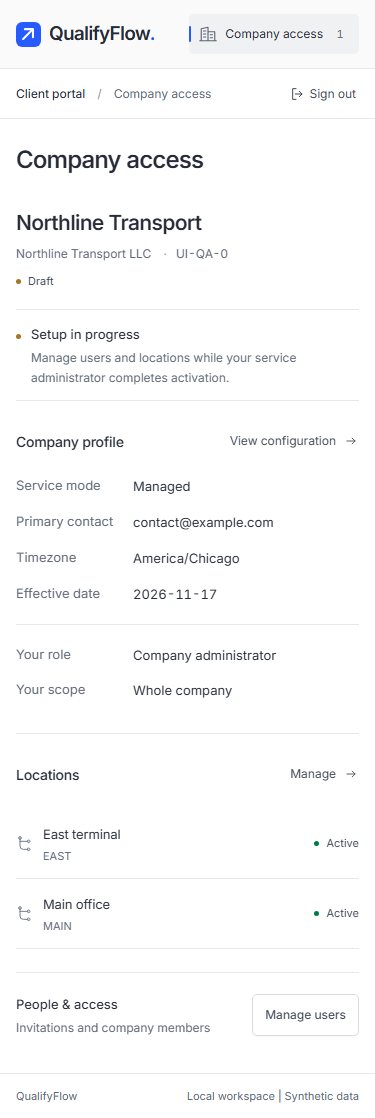 QualifyFlow.
Company access 1
Client portal / Company access
Sign out
Company access
Northline Transport
Northline Transport LLC · UI-QA-0
Draft
Setup in progress
Manage users and locations while your service
administrator completes activation.
Company profile
View configuration →
Service mode Managed
Primary contact contact@example.com
Timezone America/Chicago
Effective date 2026-11-17
Your role Company administrator
Your scope Whole company
Locations
Manage →
East terminal
EAST
Active
Main office
MAIN
Active
People & access
Invitations and company members
Manage users
QualifyFlow
Local workspace | Synthetic data